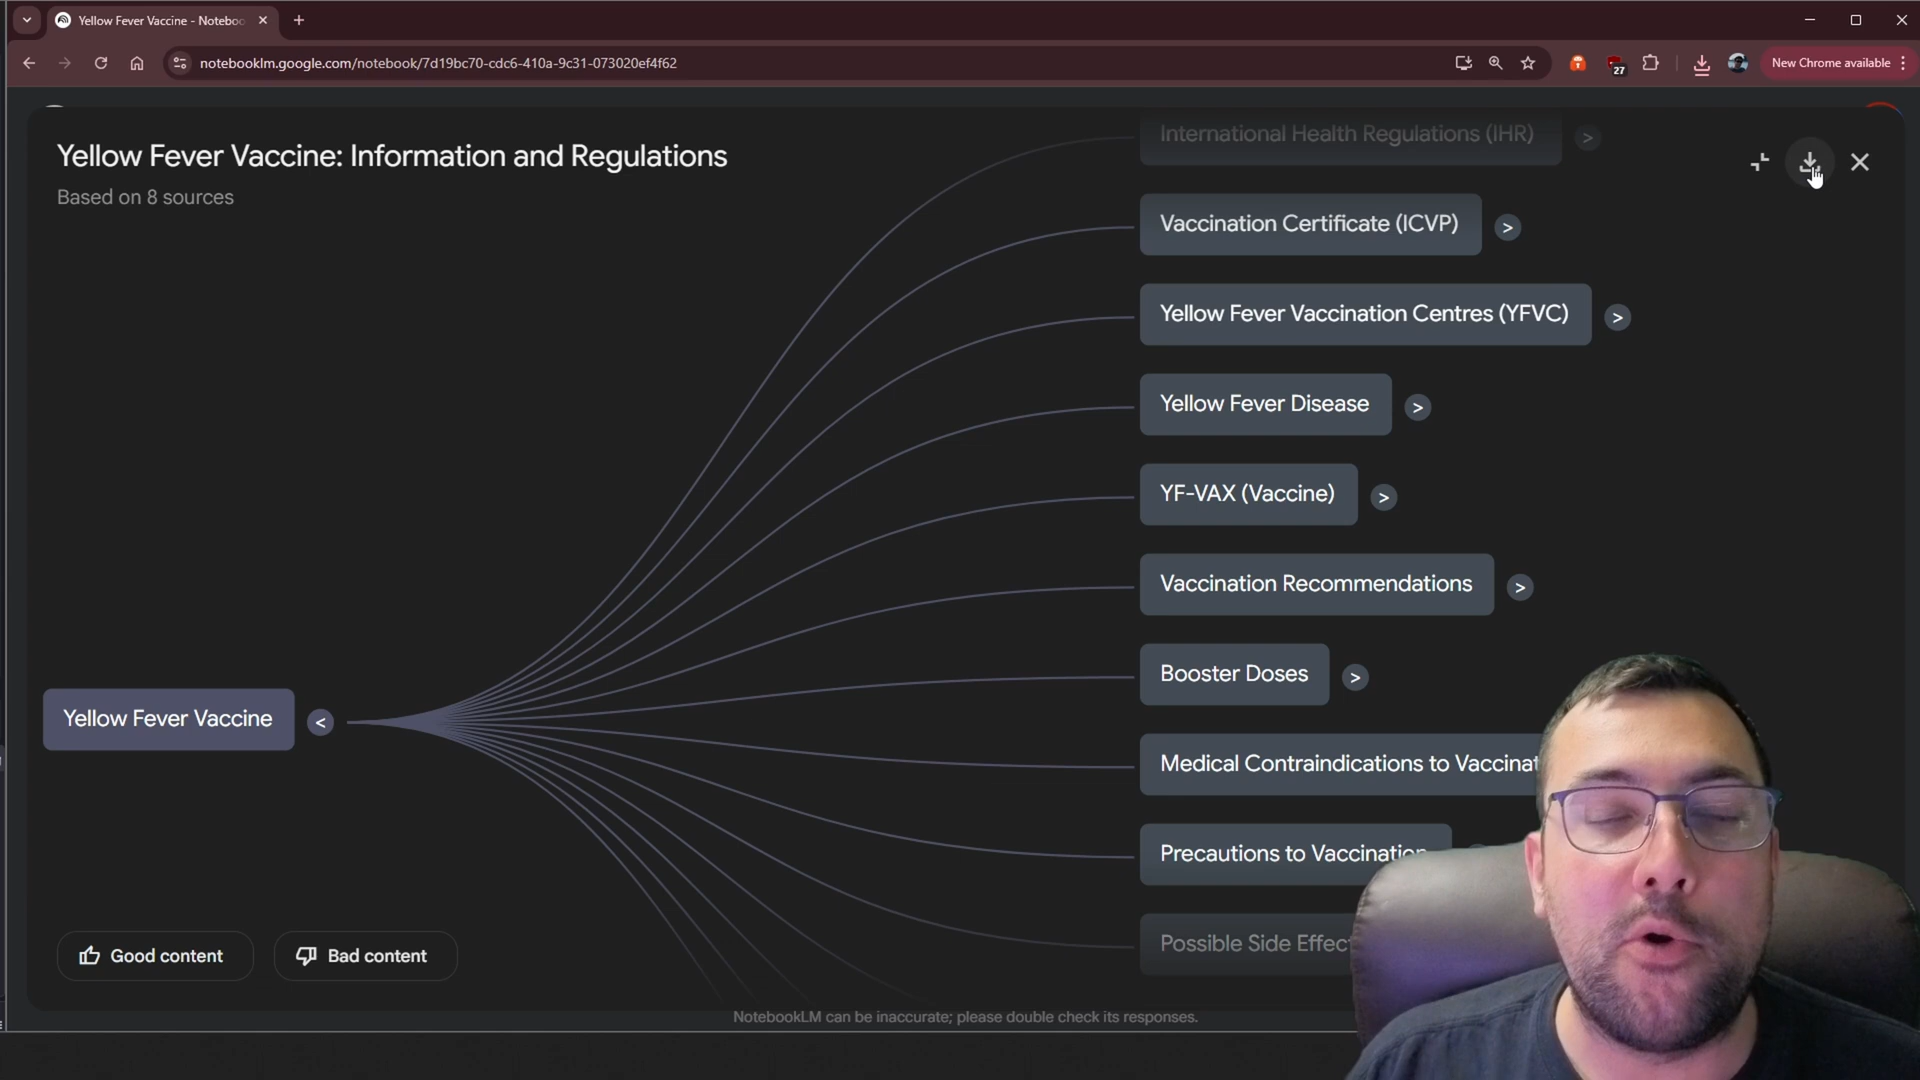 Yellow Fever Vaccine - Notebo
notebooklm.google.com/notebook/7d19bc70-cdc6-410a-9c31-073020ef4f62
27
New Chrome available
Yellow Fever Vaccine: Information and Regulations
Based on 8 sources
International Health Regulations (IHR) >
Vaccination Certificate (ICVP) >
Yellow Fever Vaccination Centres (YFVC) >
Yellow Fever Disease >
YF-VAX (Vaccine) >
Vaccination Recommendations >
Booster Doses >
Yellow Fever Vaccine <
Medical Contraindications to Vaccinat
Precautions to Vaccination
Possible Side Effec
Good content
Bad content
NotebookLM can be inaccurate; please double check its responses.